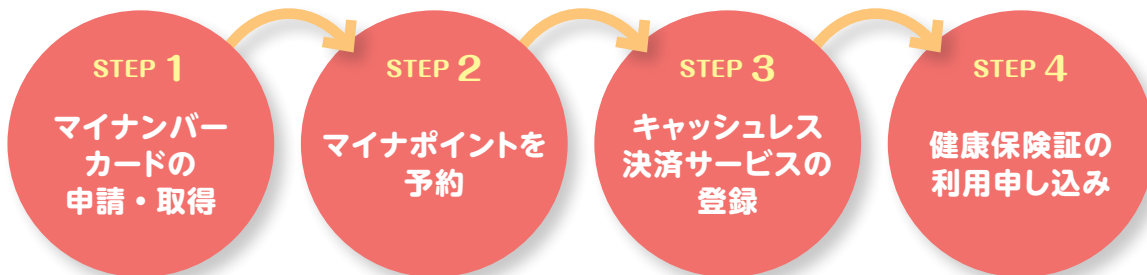 STEP 1
マイナンバー
カードの
申請・取得
STEP 2
マイナポイントを
予約
STEP 3
キャッシュレス
決済サービスの
登録
STEP 4
健康保険証の
利用申し込み